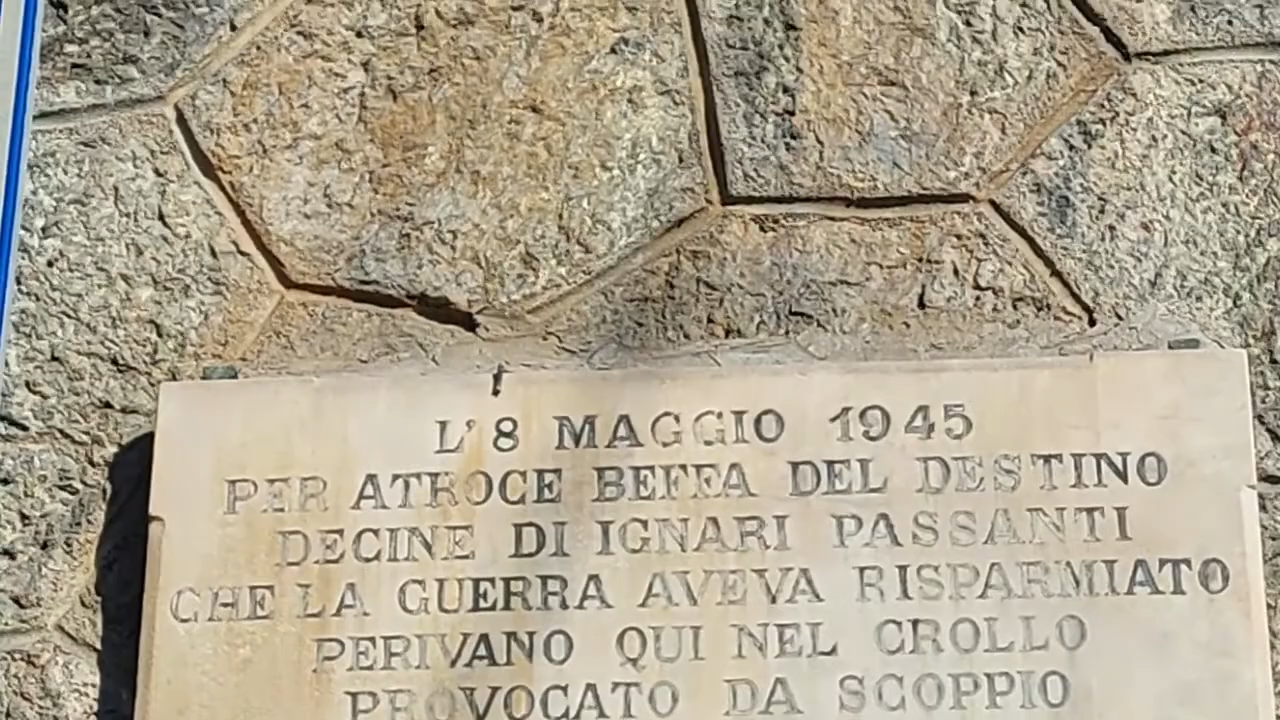 L'8 MAGGIO 1945
PER ATROCE BEFFA DEL DESTINO
DECINE DI IGNARI PASSANTI
CHE LA GUERRA AVEVA RISPARMIATO
PERIVANO QUI NEL CROLLO
PROVOCATO DA SCOPPIO